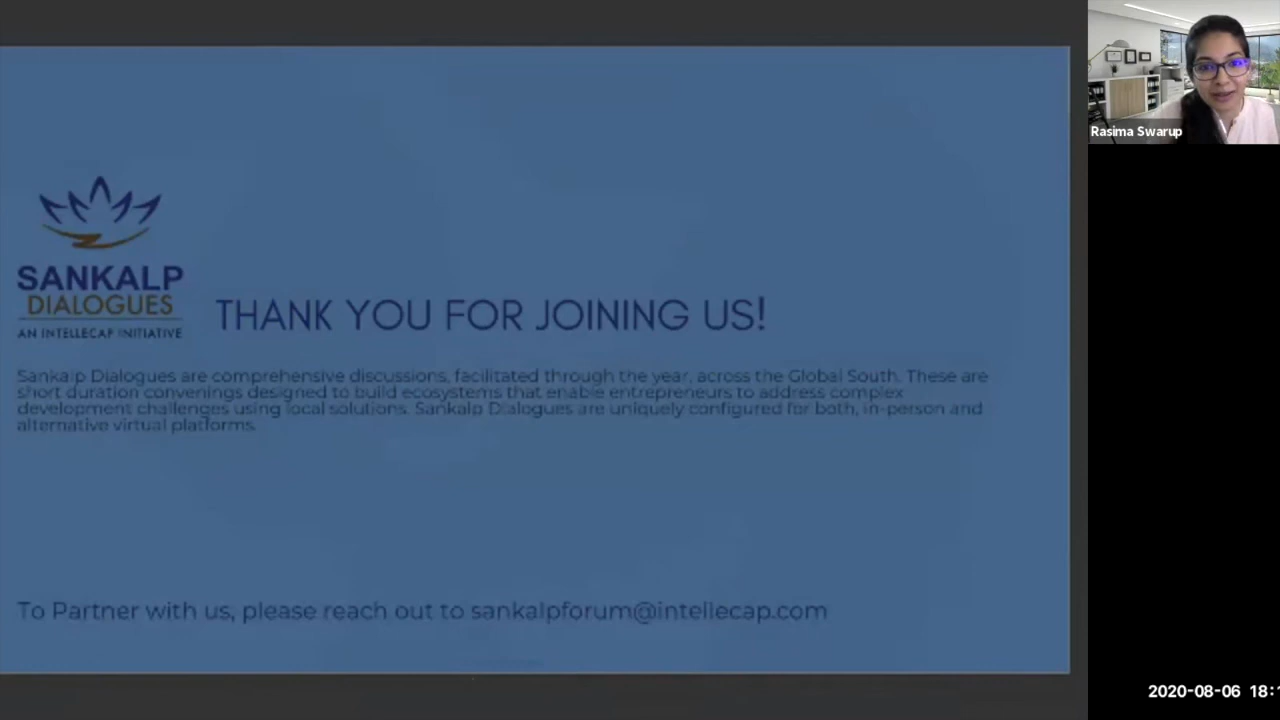 SANKALP
DIALOGUES
AN INTELLECAP INITIATIVE
THANK YOU FOR JOINING US!
Sankalp Dialogues are comprehensive discussions, facilitated through the year, across the Global South. These are
short duration convenings designed to build ecosystems that enable entrepreneurs to address complex
development challenges using local solutions. Sankalp Dialogues are uniquely configured for both, in-person and
alternative virtual platforms.
To Partner with us, please reach out to sankalpforum@intellecap.com
Rasima Swarup
2020-08-06 18: